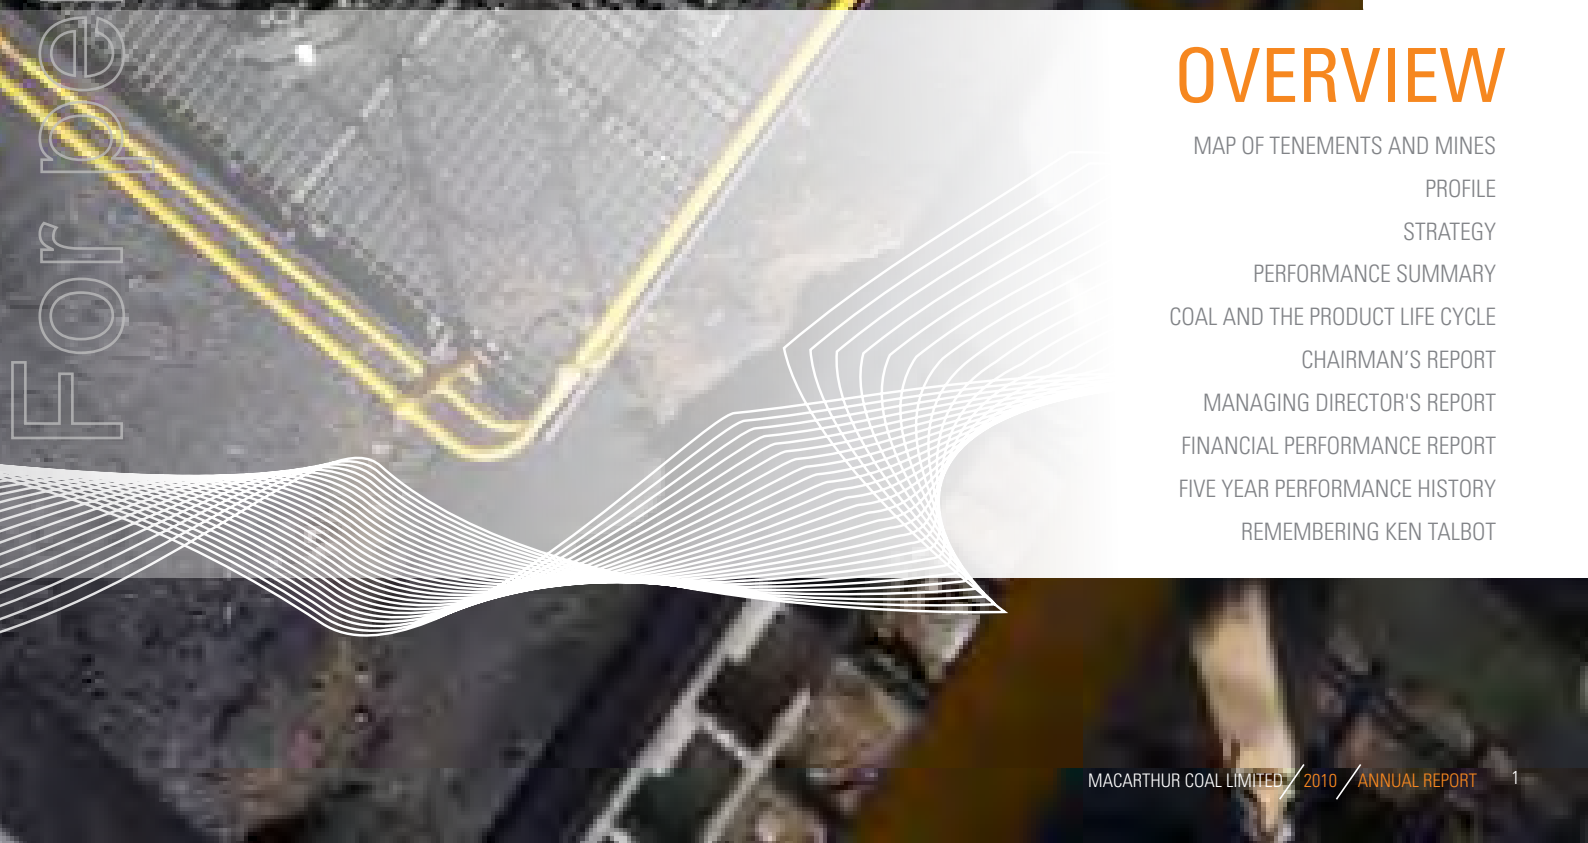 OVERVIEW
MAP OF TENEMENTS AND MINES
PROFILE
STRATEGY
PERFORMANCE SUMMARY
COAL AND THE PRODUCT LIFE CYCLE
CHAIRMAN’S REPORT
MANAGING DIRECTOR'S REPORT
FINANCIAL PERFORMANCE REPORT
FIVE YEAR PERFORMANCE HISTORY
REMEMBERING KEN TALBOT
MACARTHUR COAL LIMITED / 2010 / ANNUAL REPORT 1
For